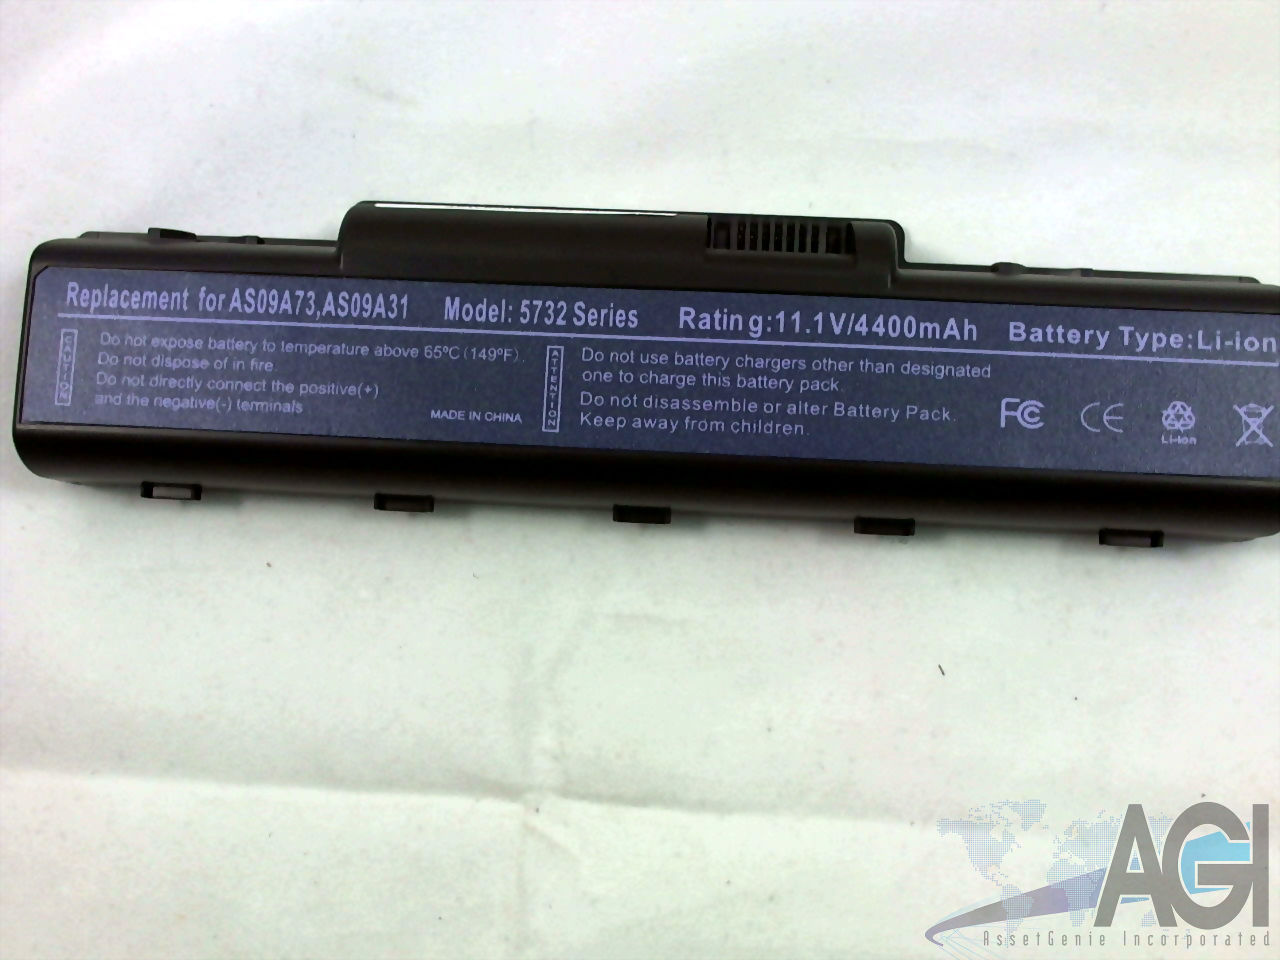 Replacement for AS09A73,AS09A31 Model: 5732 Series Rating:11.1V/4400mAh Battery Type:Li-ion
CAUTION
Do not expose battery to temperature above 65ºC (149ºF).
Do not dispose of in fire.
Do not directly connect the positive(+)
and the negative(-) terminals
MADE IN CHINA
ATTENTION
Do not use battery chargers other than designated
one to charge this battery pack.
Do not disassemble or alter Battery Pack.
Keep away from children.
FC
CE
Li-ion
AGI
AssetGenie Incorporated